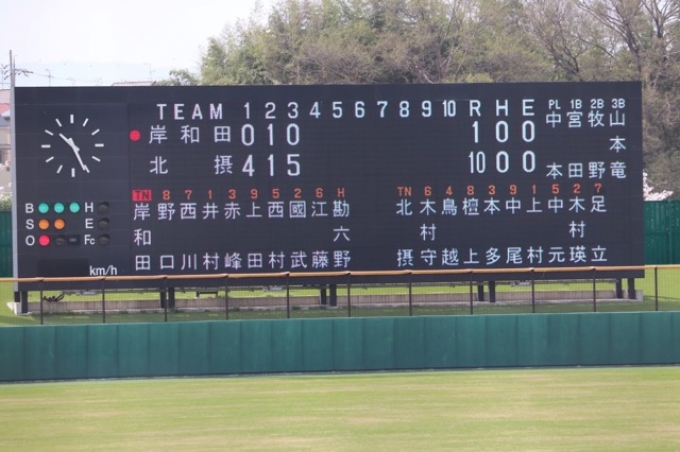 TEAM 1 2 3 4 5 6 7 8 9 10 R H E PL 1B 2B 3B
岸和田 0 1 0 1 0 0
北摂 4 1 5 10 0 0
中本 宮田 牧野 山本竜
B H
S E
O Fc
km/h
TN 8 7 1 3 9 5 2 6 H
岸和田 野口 西川 井村 赤峰 上田 西村 國武 江藤 勘六野
TN 6 4 8 3 9 1 5 2 7
北摂 木村守 鳥越 檀上 本多 中尾 上村 中元 木村瑛 足立